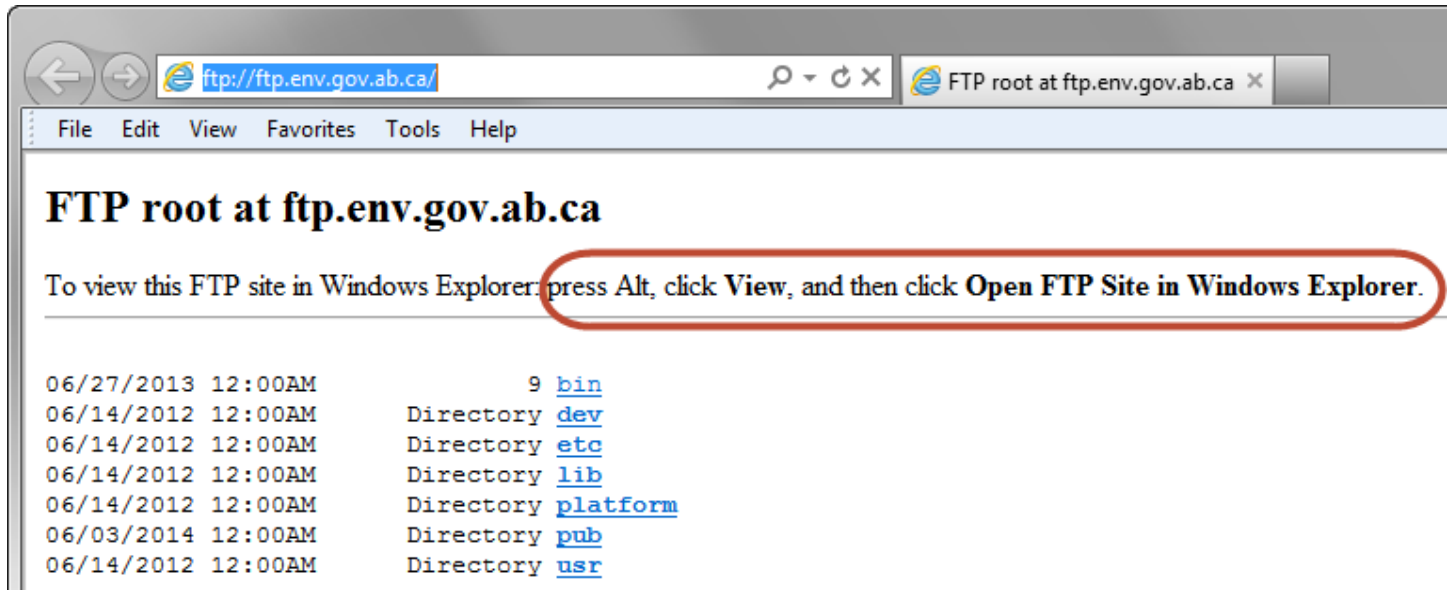 ftp://ftp.env.gov.ab.ca/
FTP root at ftp.env.gov.ab.ca
File Edit View Favorites Tools Help
FTP root at ftp.env.gov.ab.ca
To view this FTP site in Windows Explorer: press Alt, click View, and then click Open FTP Site in Windows Explorer.
06/27/2013 12:00AM 9 bin
06/14/2012 12:00AM Directory dev
06/14/2012 12:00AM Directory etc
06/14/2012 12:00AM Directory lib
06/14/2012 12:00AM Directory platform
06/03/2014 12:00AM Directory pub
06/14/2012 12:00AM Directory usr